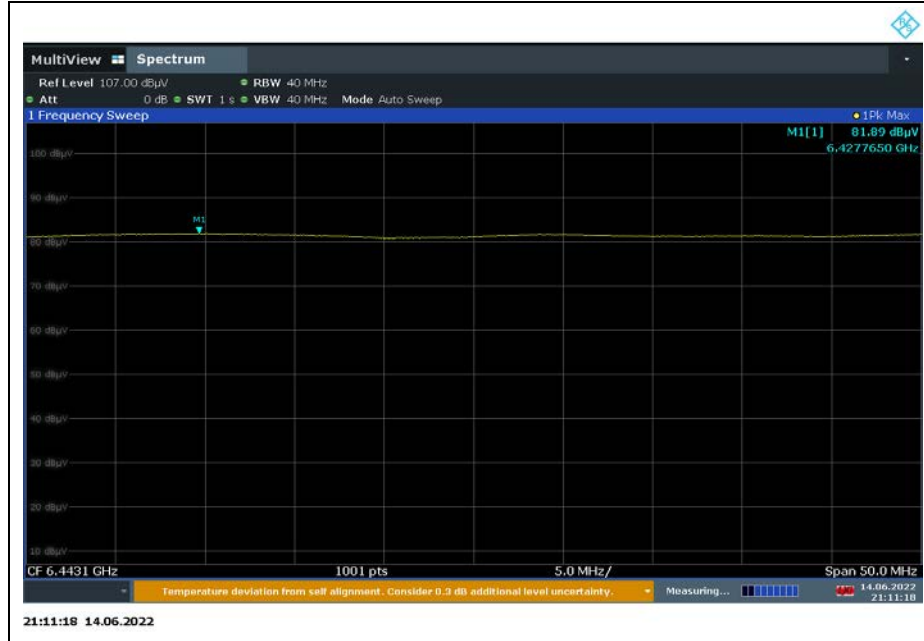 R&S
MultiView Spectrum
Ref Level 107.00 dBµV RBW 40 MHz
Att 0 dB SWT 1 s VBW 40 MHz Mode Auto Sweep
1 Frequency Sweep 1Pk Max
M1[1] 81.89 dBµV
6.4277650 GHz
100 dBµV
90 dBµV
M1
80 dBµV
70 dBµV
60 dBµV
50 dBµV
40 dBµV
30 dBµV
20 dBµV
10 dBµV
CF 6.4431 GHz 1001 pts 5.0 MHz/ Span 50.0 MHz
Temperature deviation from self alignment. Consider 0.3 dB additional level uncertainty. Measuring... 14.06.2022
21:11:18
21:11:18 14.06.2022